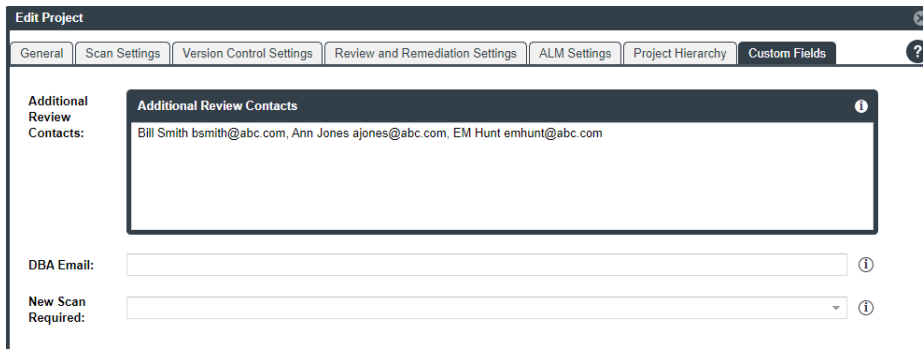 Edit Project
General Scan Settings Version Control Settings Review and Remediation Settings ALM Settings Project Hierarchy Custom Fields ?
Additional Review Contacts:
Additional Review Contacts i
Bill Smith bsmith@abc.com, Ann Jones ajones@abc.com, EM Hunt emhunt@abc.com
DBA Email: i
New Scan Required: i